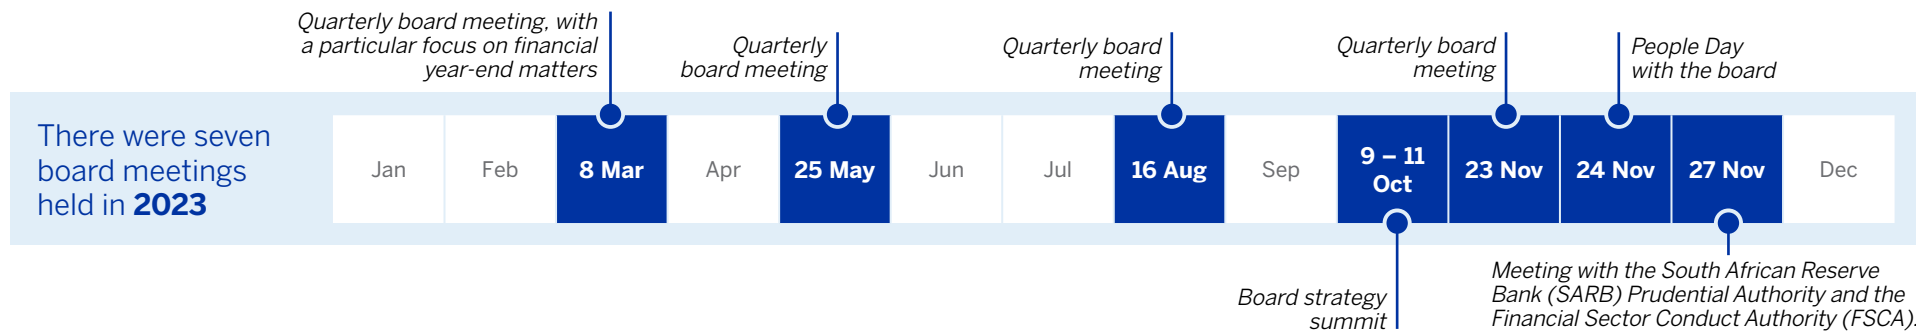 Quarterly board meeting, with
a particular focus on financial
year-end matters
Quarterly
board meeting
Quarterly board
meeting
Quarterly board
meeting
People Day
with the board
There were seven
board meetings
held in 2023
Jan
Feb
8 Mar
Apr
25 May
Jun
Jul
16 Aug
Sep
9 – 11
Oct
23 Nov
24 Nov
27 Nov
Dec
Board strategy
summit
Meeting with the South African Reserve
Bank (SARB) Prudential Authority and the
Financial Sector Conduct Authority (FSCA).